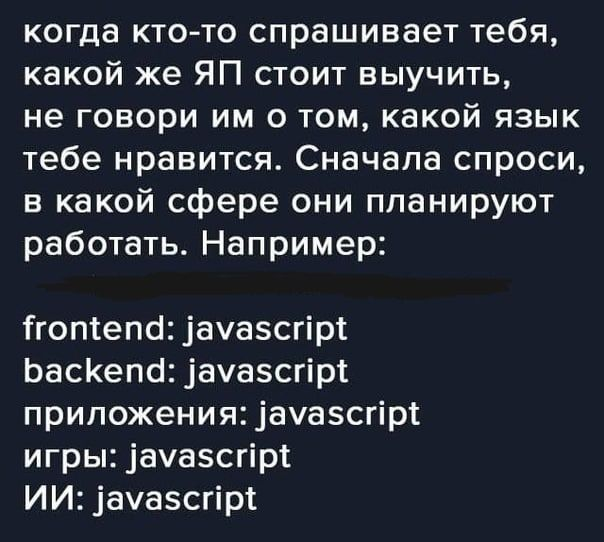 когда кто-то спрашивает тебя,
какой же ЯП стоит выучить,
не говори им о том, какой язык
тебе нравится. Сначала спроси,
в какой сфере они планируют
работать. Например:
frontend: javascript
backend: javascript
приложения: javascript
игры: javascript
ИИ: javascript